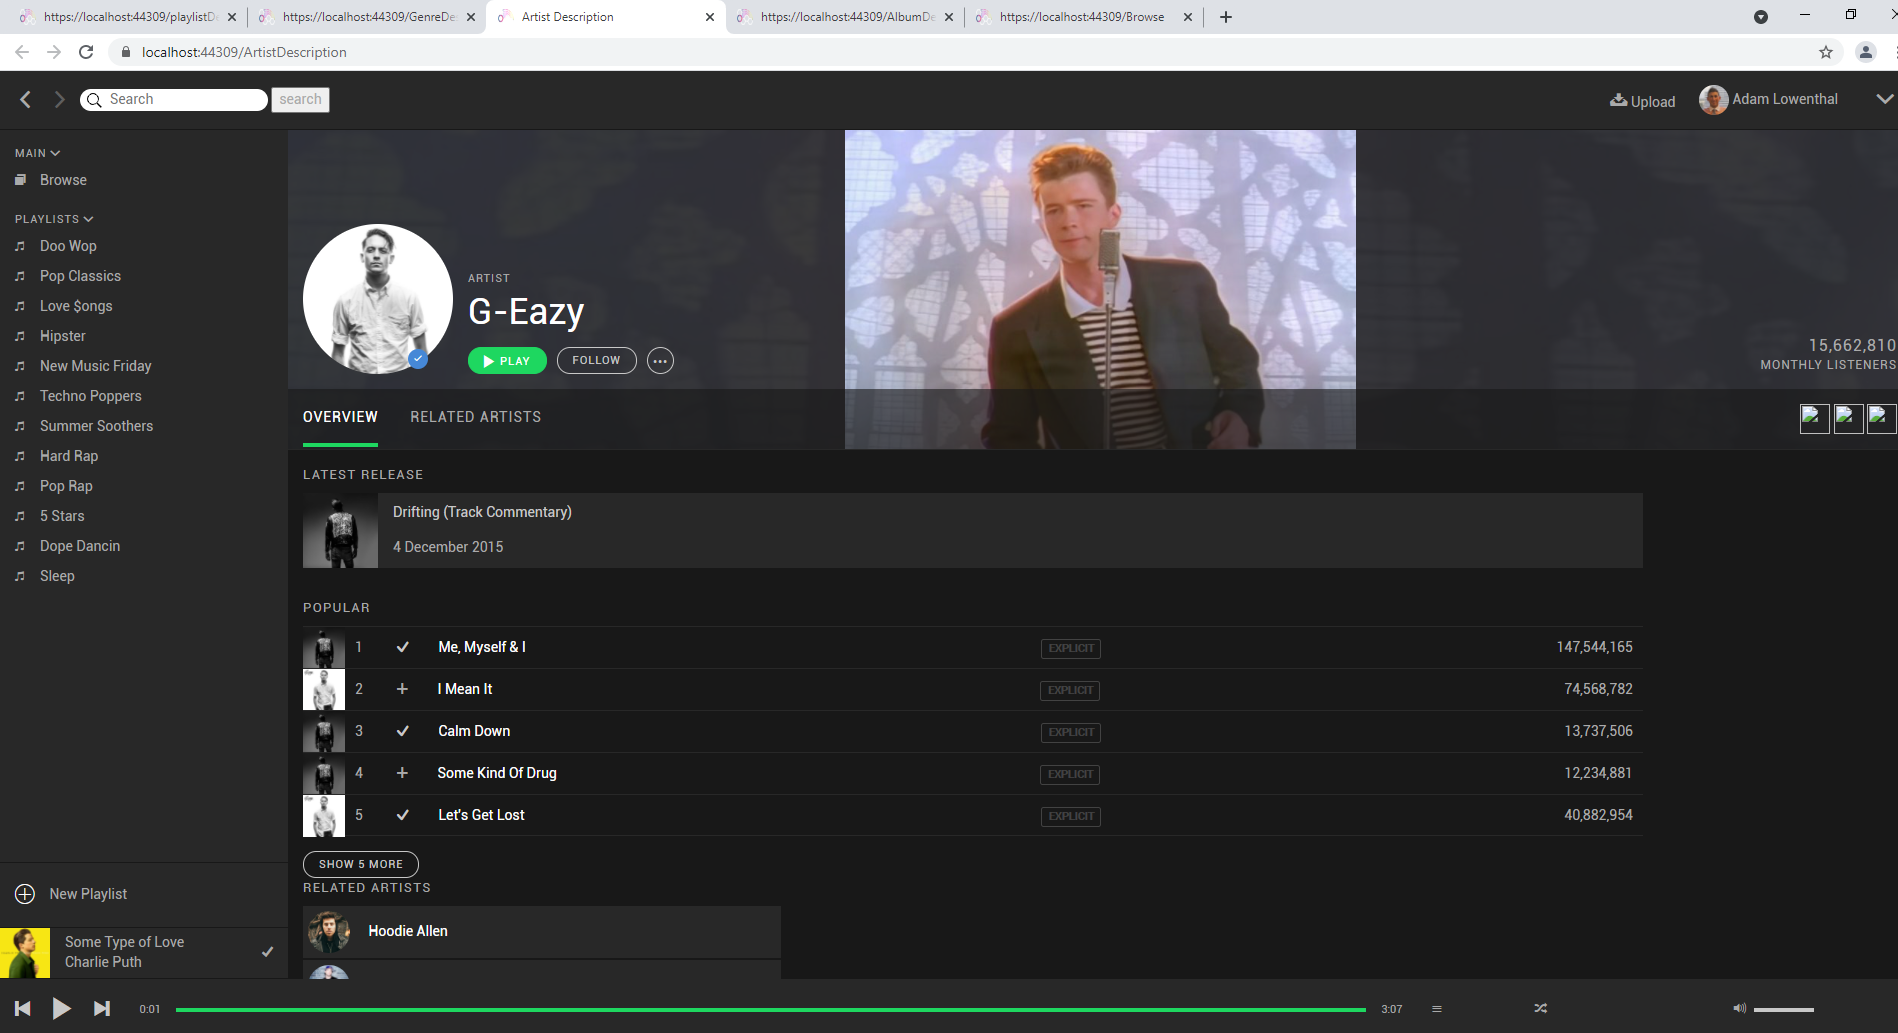 https://localhost:44309/playlistDe
https://localhost:44309/GenreDes
Artist Description
https://localhost:44309/AlbumDe
https://localhost:44309/Browse
localhost:44309/ArtistDescription
Search
search
Upload
Adam Lowenthal
MAIN
Browse
PLAYLISTS
Doo Wop
Pop Classics
Love $ongs
Hipster
New Music Friday
Techno Poppers
Summer Soothers
Hard Rap
Pop Rap
5 Stars
Dope Dancin
Sleep
New Playlist
Some Type of Love
Charlie Puth
ARTIST
G-Eazy
PLAY
FOLLOW
15,662,810
MONTHLY LISTENERS
OVERVIEW
RELATED ARTISTS
LATEST RELEASE
Drifting (Track Commentary)
4 December 2015
POPULAR
1 Me, Myself & I EXPLICIT 147,544,165
2 I Mean It EXPLICIT 74,568,782
3 Calm Down EXPLICIT 13,737,506
4 Some Kind Of Drug EXPLICIT 12,234,881
5 Let's Get Lost EXPLICIT 40,882,954
SHOW 5 MORE
RELATED ARTISTS
Hoodie Allen
0:01
3:07